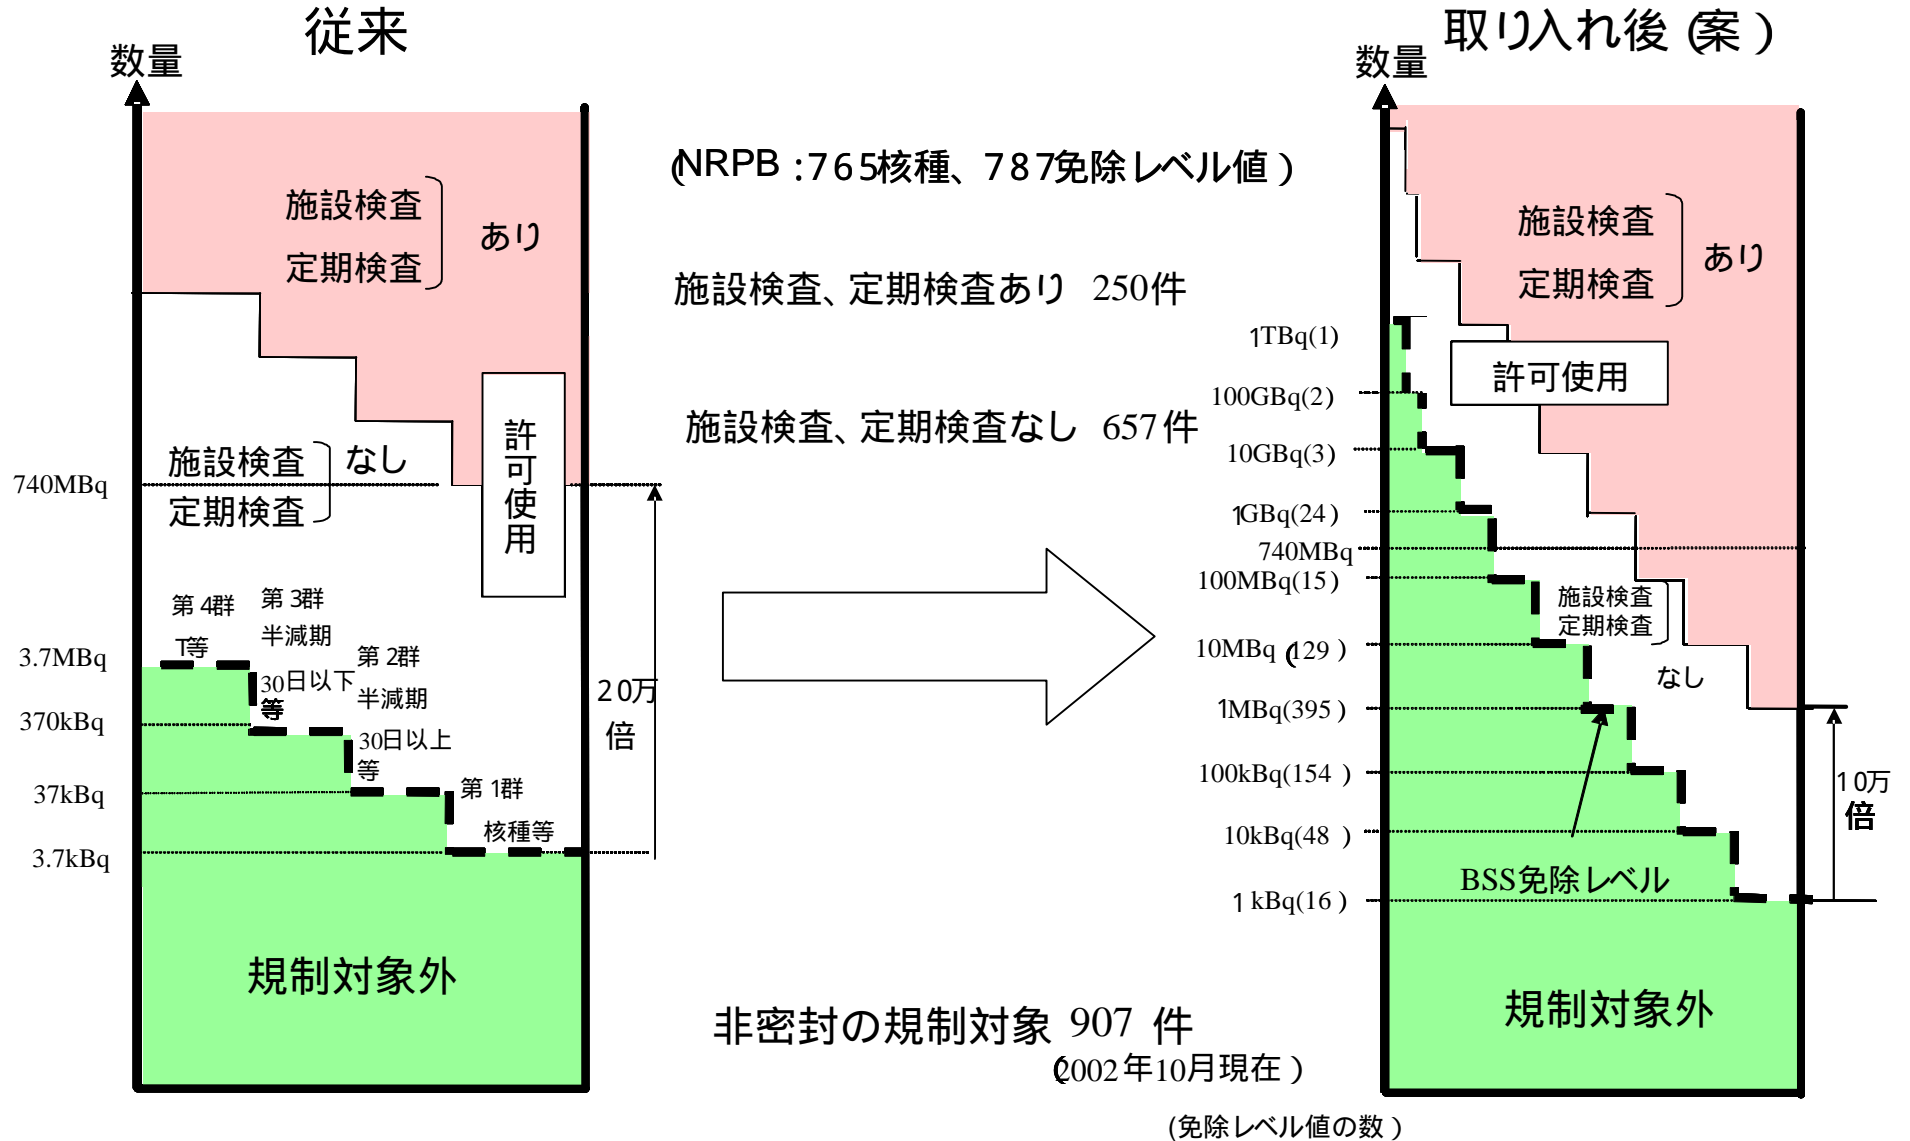 従来
数量
施設検査
定期検査
あり
施設検査
定期検査
なし
許可使用
740MBq
第4群
T等
第3群
半減期
30日以下
等
第2群
半減期
30日以上
等
第1群
核種等
3.7MBq
370kBq
37kBq
3.7kBq
20万
倍
規制対象外
(NRPB:765核種、787免除レベル値)
施設検査、定期検査あり 250件
施設検査、定期検査なし 657件
非密封の規制対象 907 件
(2002年10月現在)
取り入れ後(案)
数量
施設検査
定期検査
あり
許可使用
1TBq(1)
100GBq(2)
10GBq(3)
1GBq(24)
740MBq
100MBq(15)
10MBq(129)
1MBq(395)
100kBq(154)
10kBq(48)
1kBq(16)
施設検査
定期検査
なし
10万
倍
BSS免除レベル
規制対象外
(免除レベル値の数)